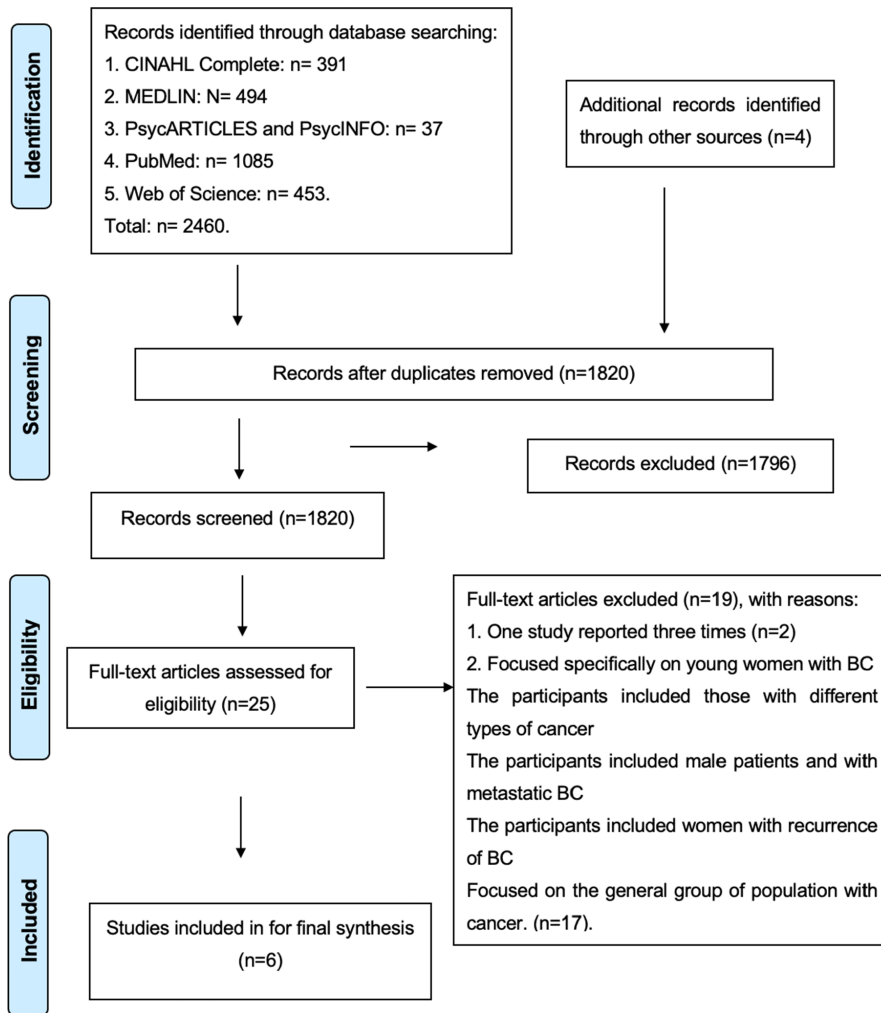 Identification
Records identified through database searching:
1. CINAHL Complete: n= 391
2. MEDLIN: N= 494
3. PsycARTICLES and PsycINFO: n= 37
4. PubMed: n= 1085
5. Web of Science: n= 453.
Total: n= 2460.
Additional records identified
through other sources (n=4)
Screening
Records after duplicates removed (n=1820)
Records excluded (n=1796)
Records screened (n=1820)
Eligibility
Full-text articles assessed for
eligibility (n=25)
Full-text articles excluded (n=19), with reasons:
1. One study reported three times (n=2)
2. Focused specifically on young women with BC
The participants included those with different
types of cancer
The participants included male patients and with
metastatic BC
The participants included women with recurrence
of BC
Focused on the general group of population with
cancer. (n=17).
Included
Studies included in for final synthesis
(n=6)